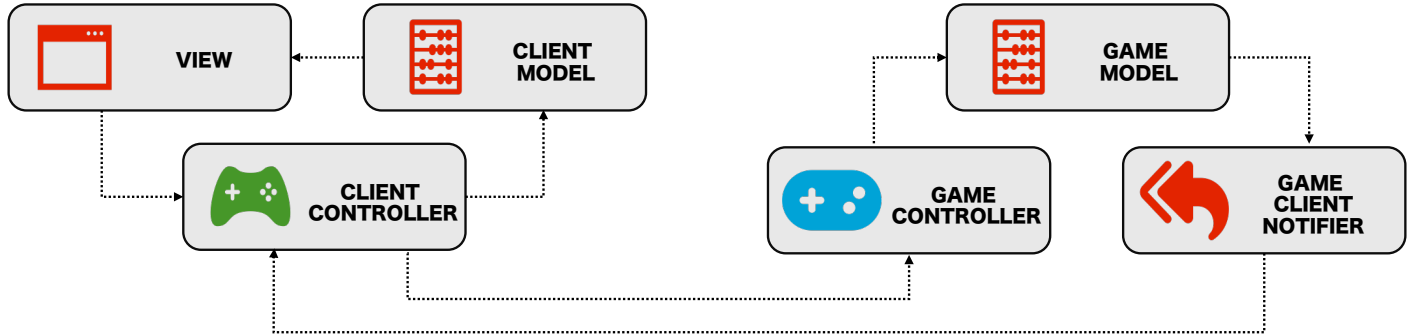 VIEW
CLIENT
MODEL
GAME
MODEL
CLIENT
CONTROLLER
GAME
CONTROLLER
GAME
CLIENT
NOTIFIER